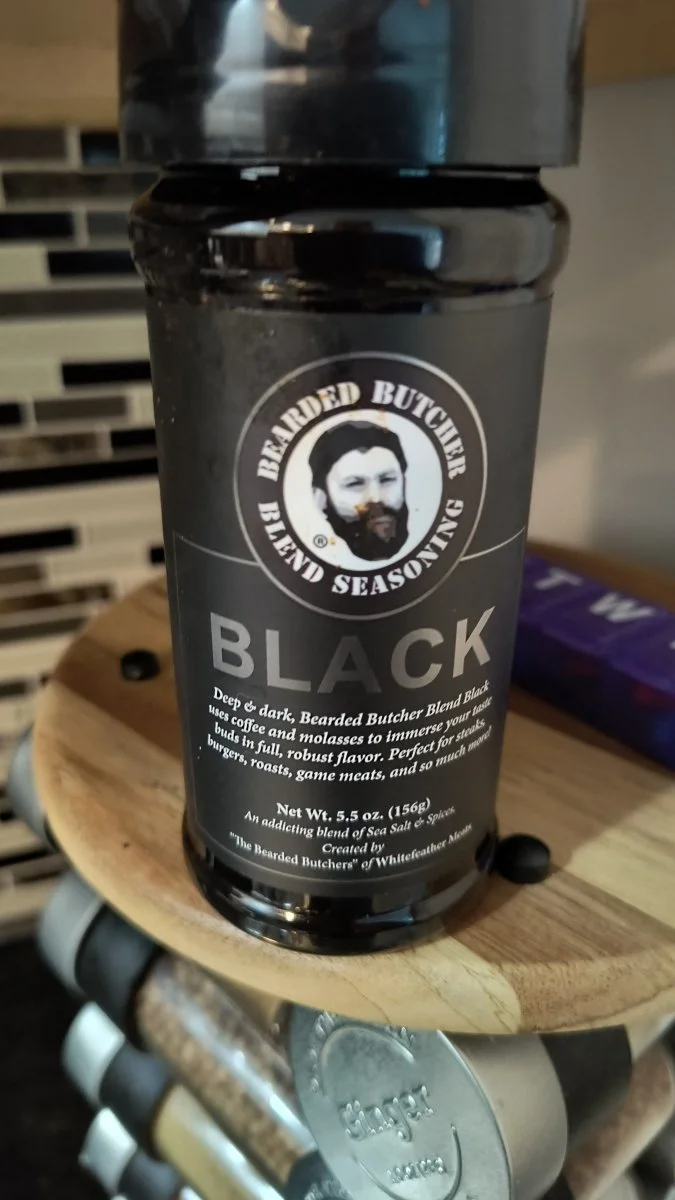 BEARDED BUTCHER
BLEND SEASONING
®
BLACK
Deep & dark, Bearded Butcher Blend Black
uses coffee and molasses to immerse your taste
buds in full, robust flavor. Perfect for steaks,
burgers, roasts, game meats, and so much more!
Net Wt. 5.5 oz. (156g)
An addicting blend of Sea Salt & Spices.
Created by
"The Bearded Butchers" of Whitefeather Meats
T W
Ginger